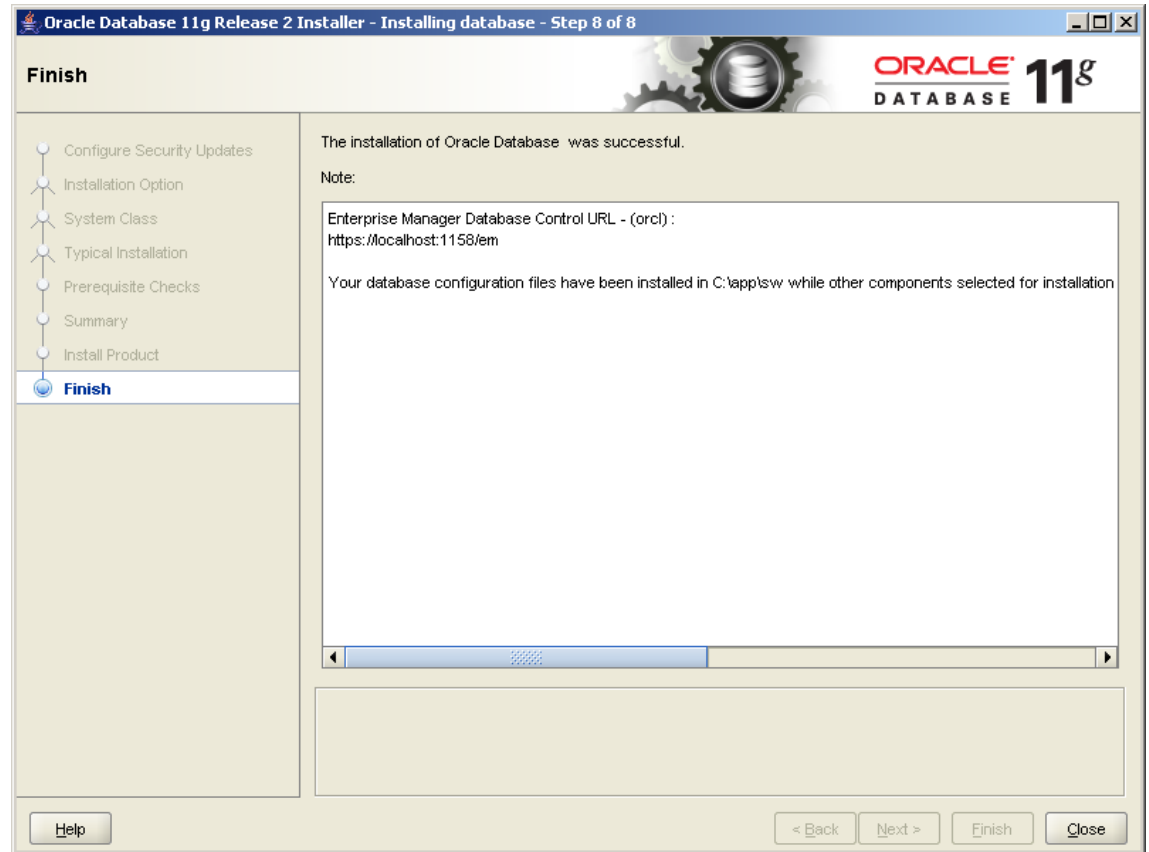 Oracle Database 11g Release 2 Installer - Installing database - Step 8 of 8
Finish
ORACLE
DATABASE 11g
Configure Security Updates
Installation Option
System Class
Typical Installation
Prerequisite Checks
Summary
Install Product
Finish
The installation of Oracle Database was successful.
Note:
Enterprise Manager Database Control URL - (orcl) :
https://localhost:1158/em
Your database configuration files have been installed in C:\app\sw while other components selected for installation
Help
< Back
Next >
Finish
Close